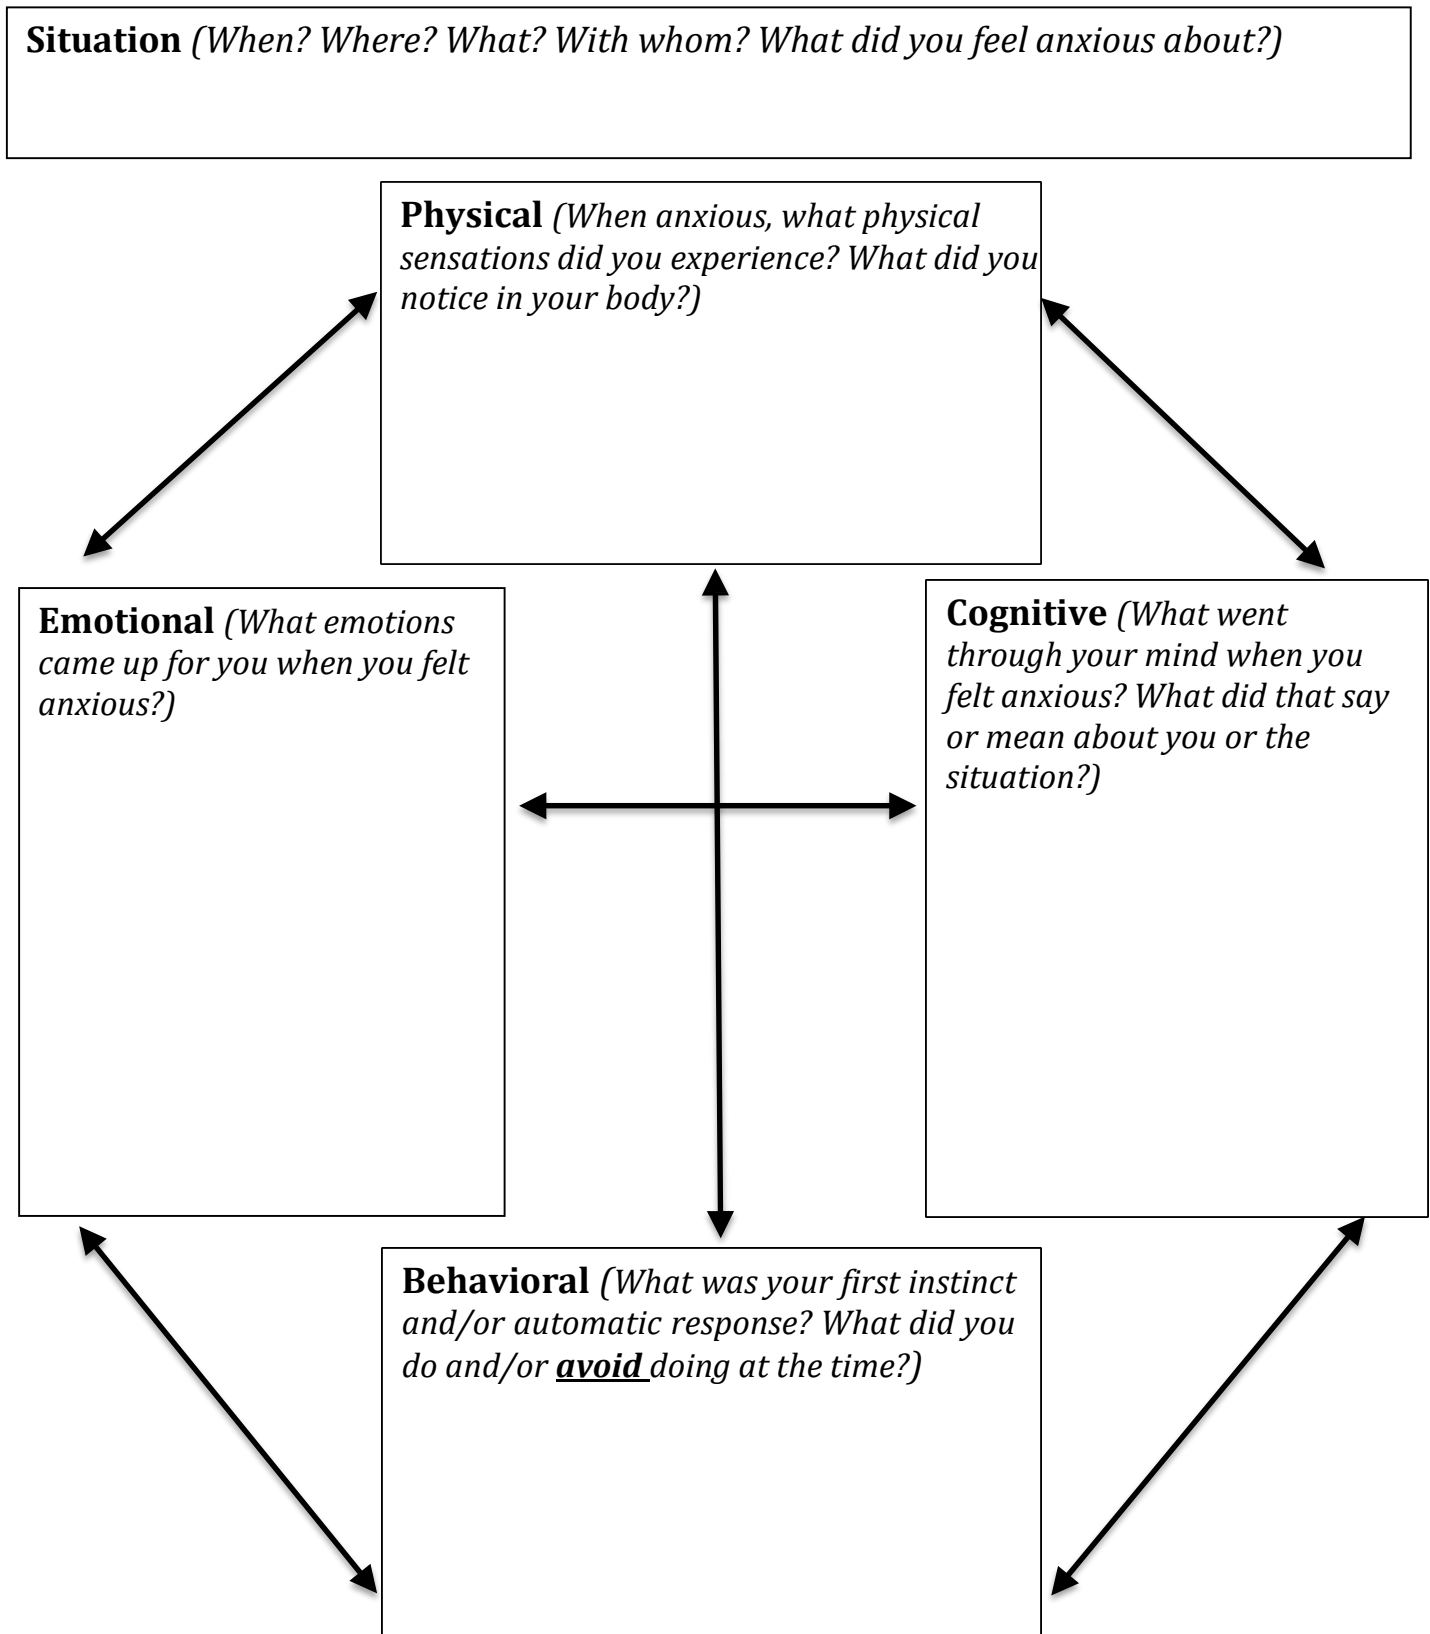 Situation (When? Where? What? With whom? What did you feel anxious about?)
Physical (When anxious, what physical
sensations did you experience? What did you
notice in your body?)
Emotional (What emotions
came up for you when you felt
anxious?)
Cognitive (What went
through your mind when you
felt anxious? What did that say
or mean about you or the
situation?)
Behavioral (What was your first instinct
and/or automatic response? What did you
do and/or avoid doing at the time?)